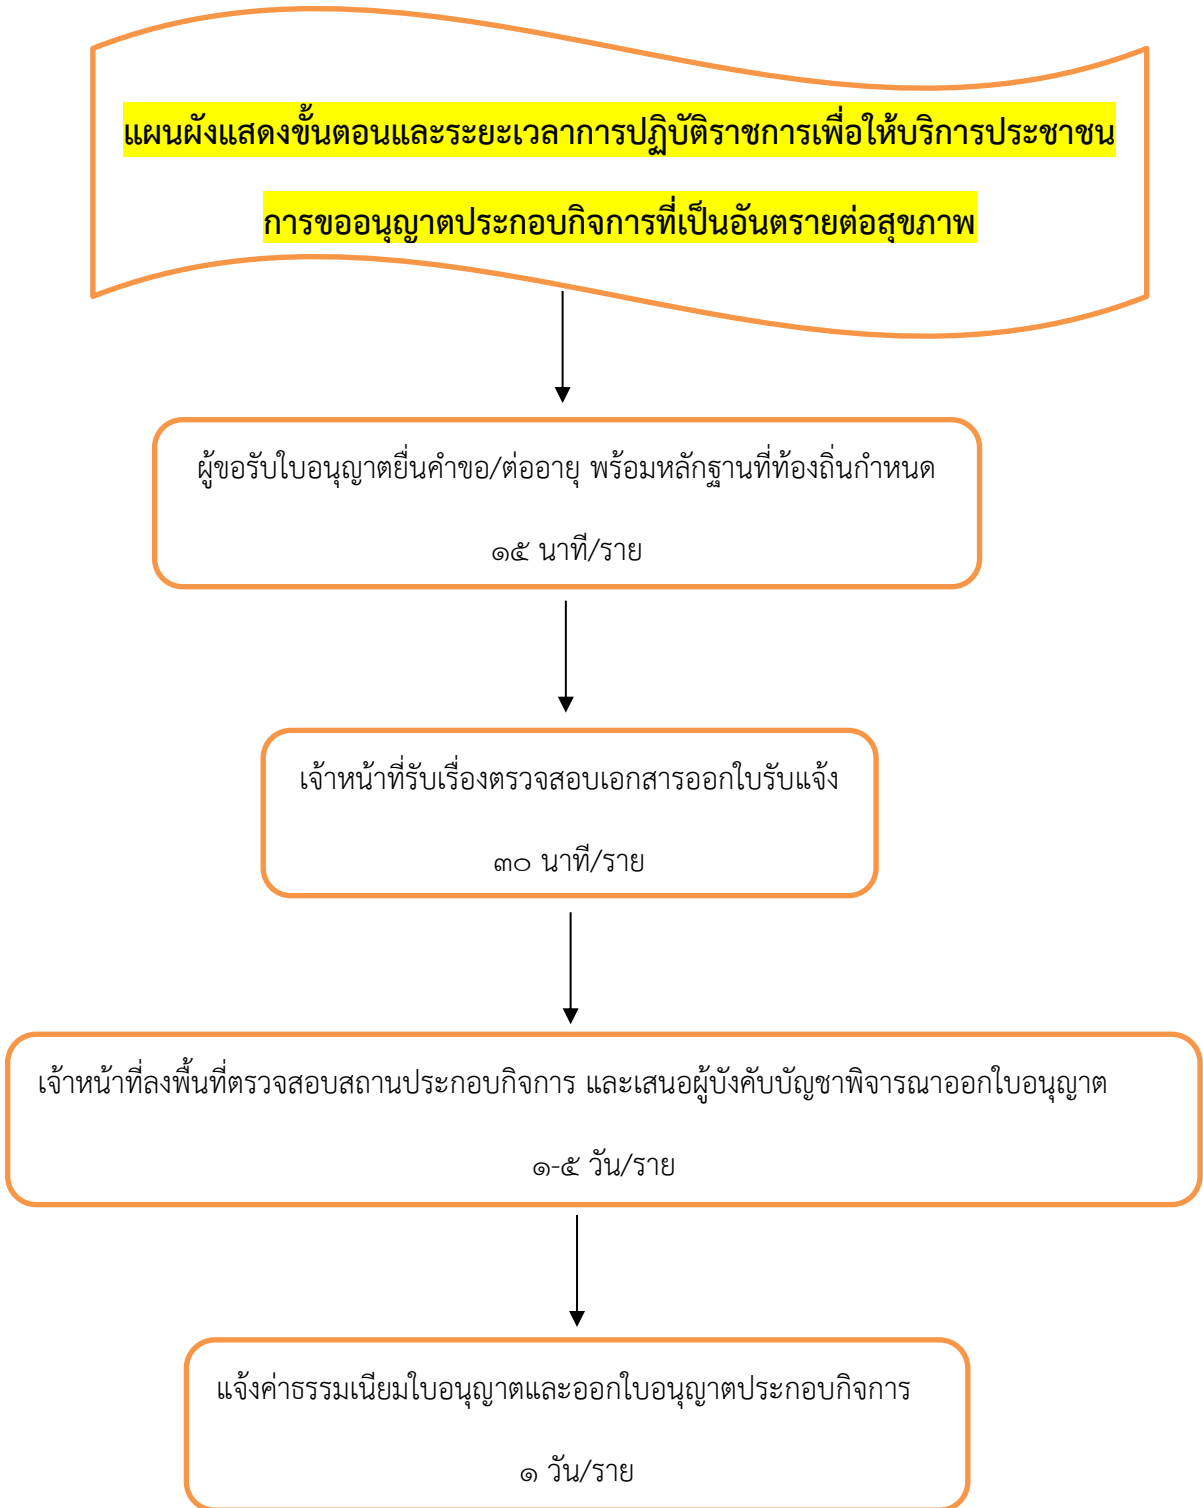 แผนผังแสดงขั้นตอนและระยะเวลาการปฏิบัติราชการเพื่อให้บริการประชาชน
การขออนุญาตประกอบกิจการที่เป็นอันตรายต่อสุขภาพ
ผู้ขอรับใบอนุญาตยื่นคำขอ/ต่ออายุ พร้อมหลักฐานที่ท้องถิ่นกำหนด
๑๕ นาที/ราย
เจ้าหน้าที่รับเรื่องตรวจสอบเอกสารออกใบรับแจ้ง
๓๐ นาที/ราย
เจ้าหน้าที่ลงพื้นที่ตรวจสอบสถานประกอบกิจการ และเสนอผู้บังคับบัญชาพิจารณาออกใบอนุญาต
๑-๕ วัน/ราย
แจ้งค่าธรรมเนียมใบอนุญาตและออกใบอนุญาตประกอบกิจการ
๑ วัน/ราย